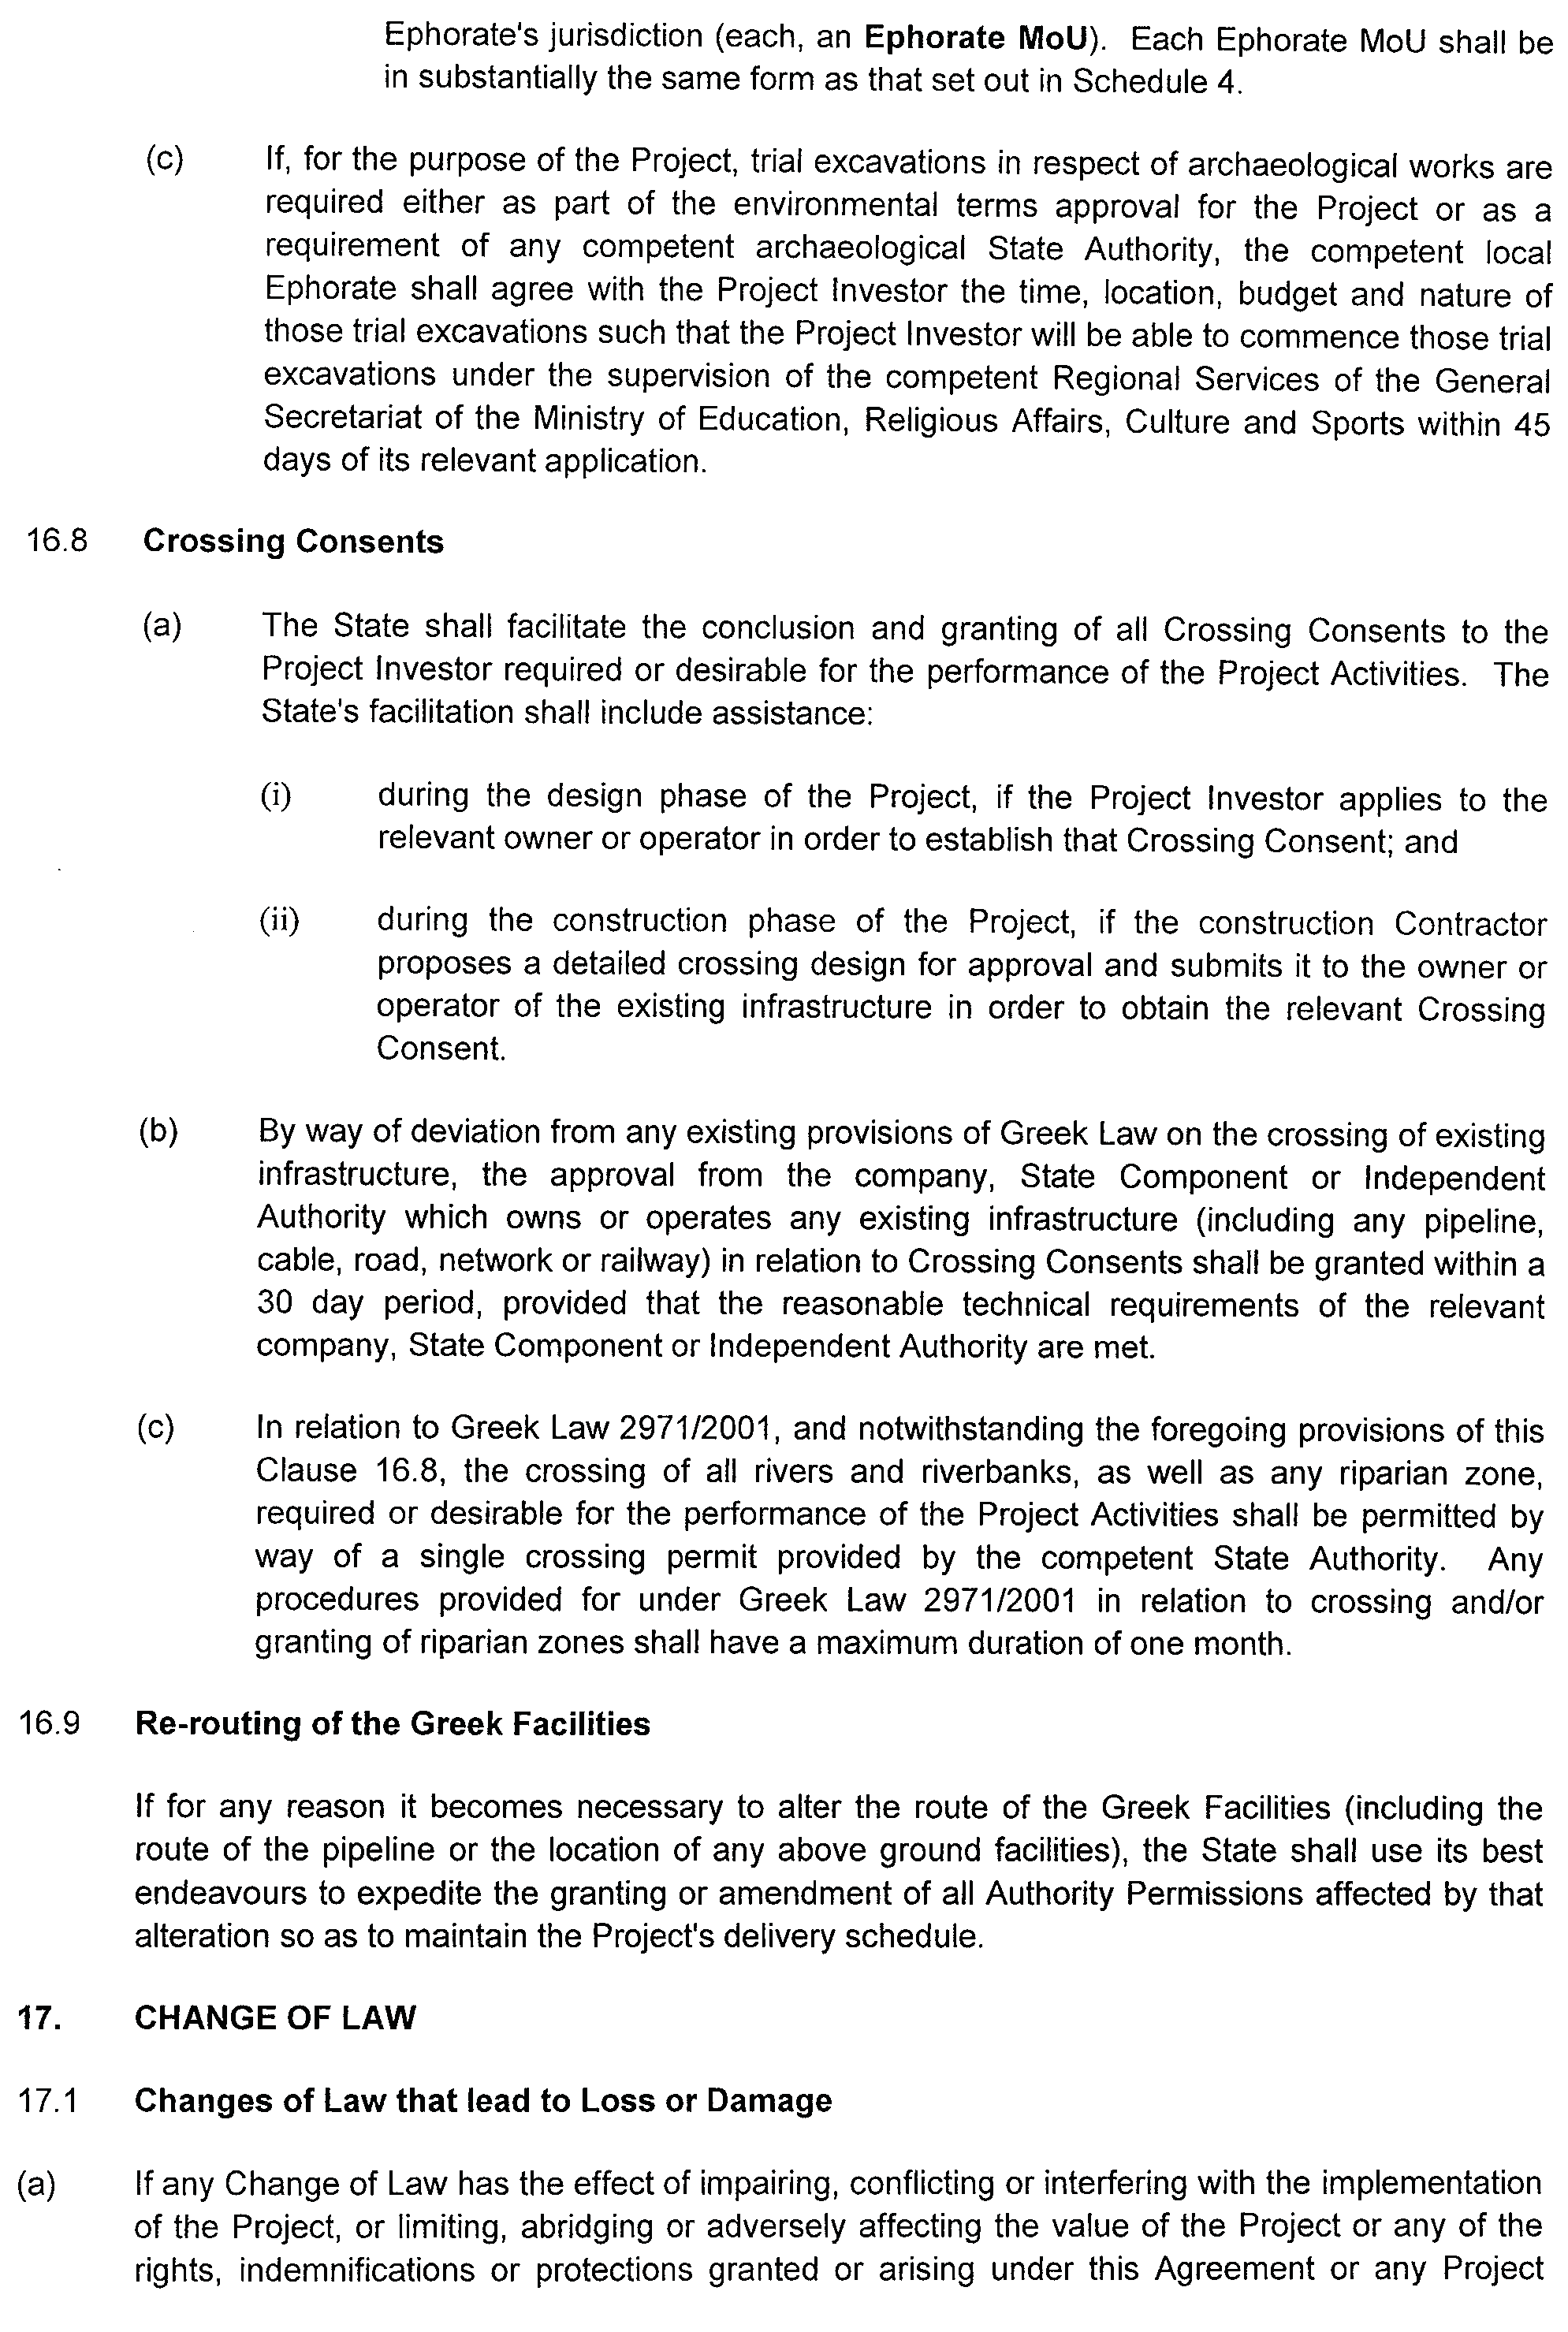 Ephorate's jurisdiction (each, an Ephorate MoU). Each Ephorate MoU shall be
in substantially the same form as that set out in Schedule 4.
(c) If, for the purpose of the Project, trial excavations in respect of archaeological works are
required either as part of the environmental terms approval for the Project or as a
requirement of any competent archaeological State Authority, the competent local
Ephorate shall agree with the Project Investor the time, location, budget and nature of
those trial excavations such that the Project Investor will be able to commence those trial
excavations under the supervision of the competent Regional Services of the General
Secretariat of the Ministry of Education, Religious Affairs, Culture and Sports within 45
days of its relevant application.
16.8 Crossing Consents
(a) The State shall facilitate the conclusion and granting of all Crossing Consents to the
Project Investor required or desirable for the performance of the Project Activities. The
State's facilitation shall include assistance:
(i) during the design phase of the Project, if the Project Investor applies to the
relevant owner or operator in order to establish that Crossing Consent; and
(ii) during the construction phase of the Project, if the construction Contractor
proposes a detailed crossing design for approval and submits it to the owner or
operator of the existing infrastructure in order to obtain the relevant Crossing
Consent.
(b) By way of deviation from any existing provisions of Greek Law on the crossing of existing
infrastructure, the approval from the company, State Component or Independent
Authority which owns or operates any existing infrastructure (including any pipeline,
cable, road, network or railway) in relation to Crossing Consents shall be granted within a
30 day period, provided that the reasonable technical requirements of the relevant
company, State Component or Independent Authority are met.
(c) In relation to Greek Law 2971/2001, and notwithstanding the foregoing provisions of this
Clause 16.8, the crossing of all rivers and riverbanks, as well as any riparian zone,
required or desirable for the performance of the Project Activities shall be permitted by
way of a single crossing permit provided by the competent State Authority. Any
procedures provided for under Greek Law 2971/2001 in relation to crossing and/or
granting of riparian zones shall have a maximum duration of one month.
16.9 Re-routing of the Greek Facilities
If for any reason it becomes necessary to alter the route of the Greek Facilities (including the
route of the pipeline or the location of any above ground facilities), the State shall use its best
endeavours to expedite the granting or amendment of all Authority Permissions affected by that
alteration so as to maintain the Project's delivery schedule.
17. CHANGE OF LAW
17.1 Changes of Law that lead to Loss or Damage
(a) If any Change of Law has the effect of impairing, conflicting or interfering with the implementation
of the Project, or limiting, abridging or adversely affecting the value of the Project or any of the
rights, indemnifications or protections granted or arising under this Agreement or any Project